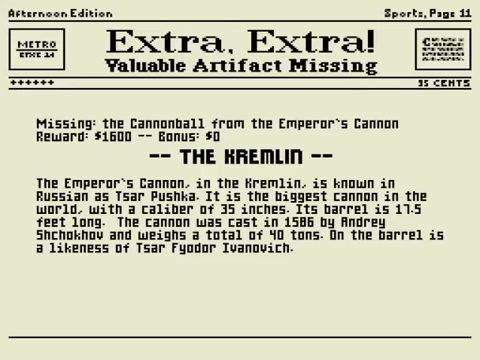 Afternoon Edition
Sports, Page 11
METRO
Extra, Extra!
Valuable Artifact Missing
++++++
35 CENTS
Missing: the Cannonball from the Emperor's Cannon
Reward: $1600 -- Bonus: $0
-- THE KREMLIN --
The Emperor's Cannon, in the Kremlin, is known in
Russian as Tsar Pushka. It is the biggest cannon in the
world, with a caliber of 35 inches. Its barrel is 17.5
feet long.  The cannon was cast in 1586 by Andrey
Shchokhov and weighs a total of 40 tons. On the barrel is
a likeness of Tsar Fyodor Ivanovich.